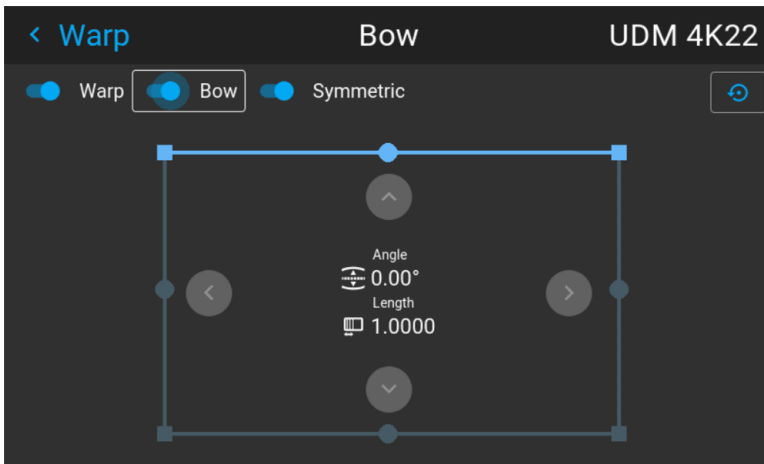 Warp Bow UDM 4K22
Warp Bow Symmetric
Angle
0.00°
Length
1.0000